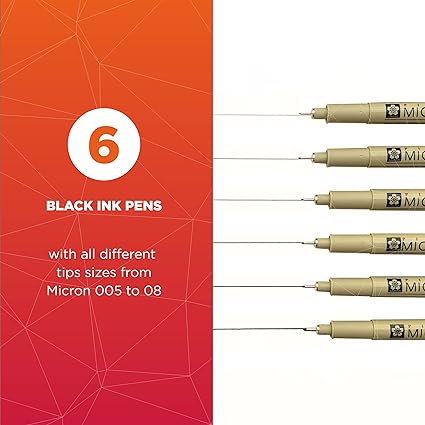 6
BLACK INK PENS
with all different
tips sizes from
Micron 005 to 08